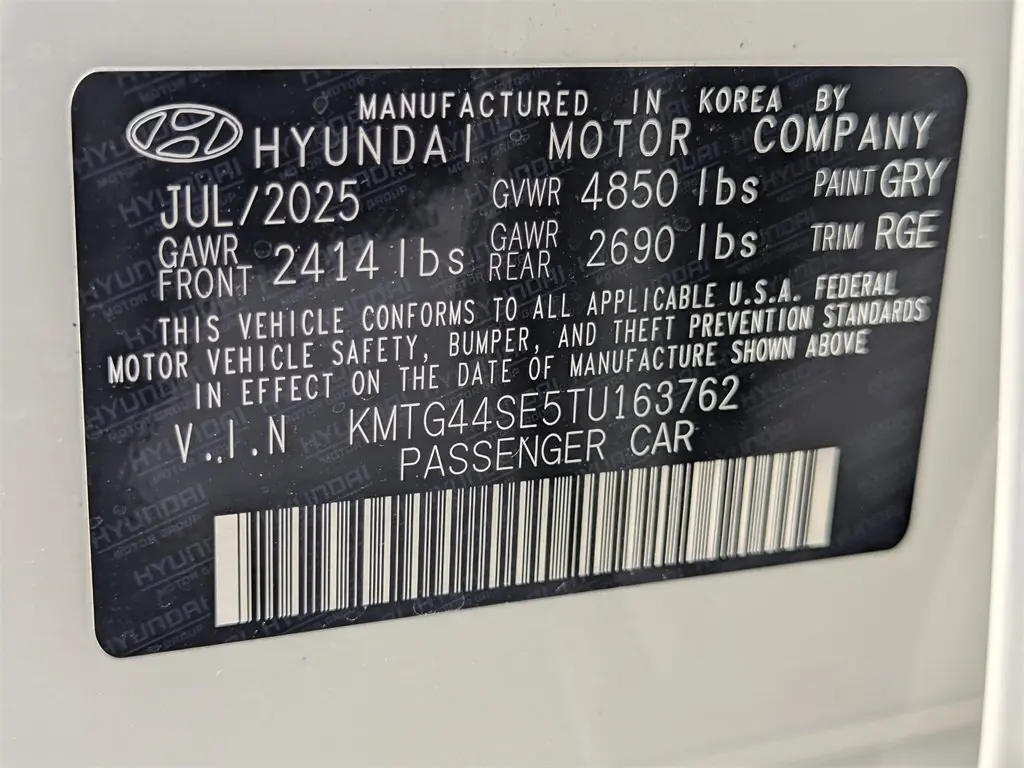 MANUFACTURED IN KOREA BY
HYUNDAI MOTOR COMPANY
JUL/2025 GVWR 4850 lbs PAINT GRY
GAWR FRONT 2414 lbs GAWR REAR 2690 lbs TRIM RGE
THIS VEHICLE CONFORMS TO ALL APPLICABLE U.S.A. FEDERAL
MOTOR VEHICLE SAFETY, BUMPER, AND THEFT PREVENTION STANDARDS
IN EFFECT ON THE DATE OF MANUFACTURE SHOWN ABOVE
V.I.N KMTG44SE5TU163762
PASSENGER CAR